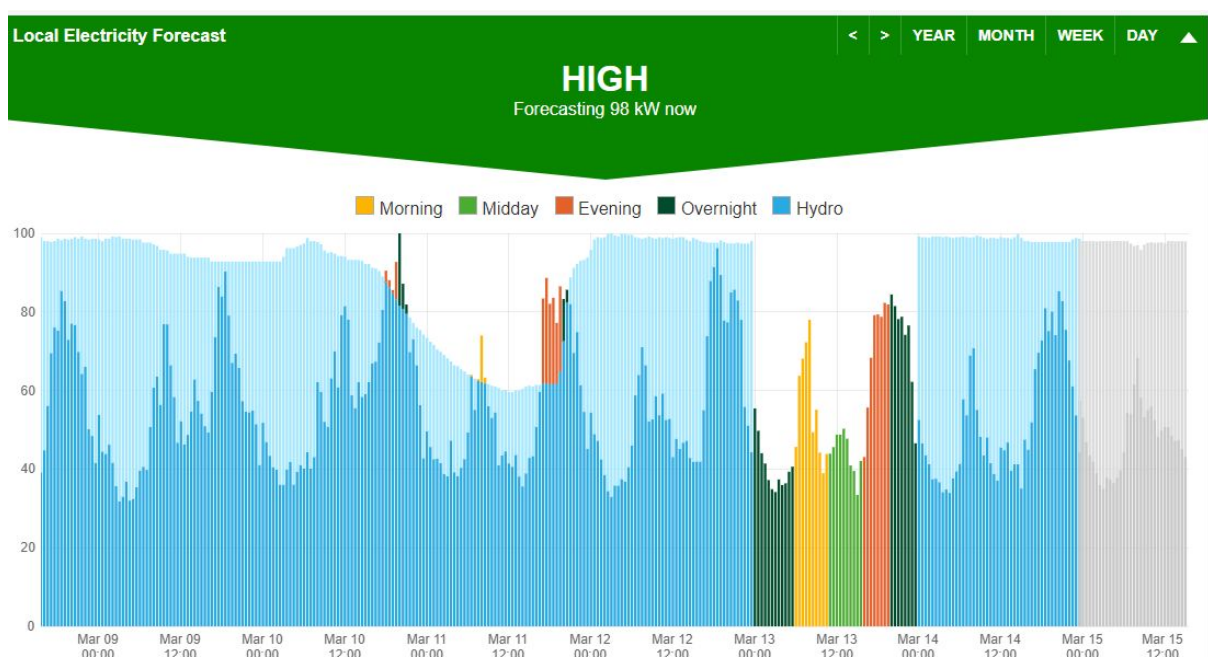 Local Electricity Forecast < > YEAR MONTH WEEK DAY
HIGH
Forecasting 98 kW now
Morning Midday Evening Overnight Hydro
100
80
60
40
20
0
Mar 09 Mar 09 Mar 10 Mar 10 Mar 11 Mar 11 Mar 12 Mar 12 Mar 13 Mar 13 Mar 14 Mar 14 Mar 15 Mar 15
00:00 12:00 00:00 12:00 00:00 12:00 00:00 12:00 00:00 12:00 00:00 12:00 00:00 12:00